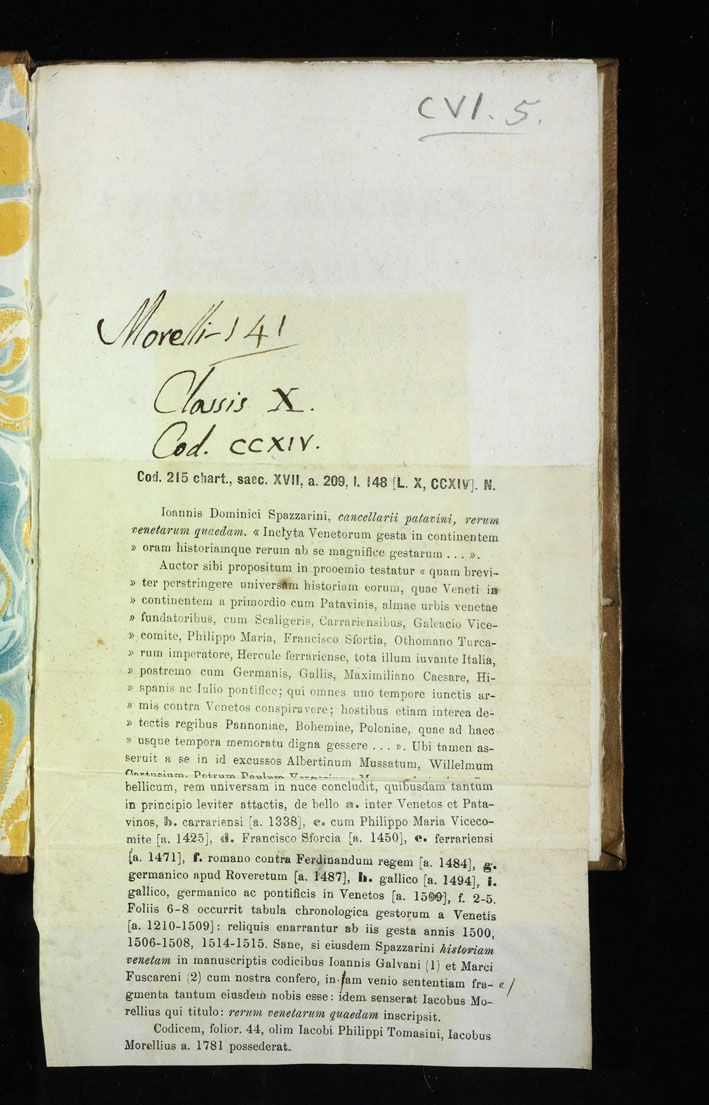 CVI. 5.
Morelli-141
Classis X.
Cod. CCXIV.
Cod. 215 chart., saec. XVII, a. 209, l. 148 [L. X, CCXIV]. N.
Ioannis Dominici Spazzarini, cancellarii patavini, rerum
venetarum quaedam. « Inclyta Venetorum gesta in continentem
» oram historiamque rerum ab se magnifice gestarum . . . ».
Auctor sibi propositum in prooemio testatur « quam brevi-
» ter perstringere universam historiam eorum, quae Veneti in
» continentem a primordio cum Patavinis, almae urbis venetae
» fundatoribus, cum Scaligeris, Carrariensibus, Galeacio Vice-
» comite, Philippo Maria, Francisco Sfortia, Othomano Turca-
» rum imperatore, Hercule ferrariense, tota illum iuvante Italia,
» postremo cum Germanis, Gallis, Maximiliano Caesare, Hi-
» spanis ac Iulio pontifice; qui omnes uno tempore iunctis ar-
» mis contra Venetos conspiravere; hostibus etiam interea de-
» tectis regibus Pannoniae, Bohemiae, Poloniae, quae ad haec
» usque tempora memoratu digna gessere . . . ». Ubi tamen as-
seruit a se in id excussos Albertinum Mussatum, Willelmum
bellicum, rem universam in nuce concludit, quibusdam tantum
in principio leviter attactis, de bello a. inter Venetos et Pata-
vinos, b. carrariensi [a. 1338], c. cum Philippo Maria Viceco-
mite [a. 1425], d. Francisco Sforcia [a. 1450], e. ferrariensi
[a. 1471], f. romano contra Ferdinandum regem [a. 1484], g.
germanico apud Roveretum [a. 1487], h. gallico [a. 1494], i.
gallico, germanico ac pontificis in Venetos [a. 1509], f. 2-5.
Foliis 6-8 occurrit tabula chronologica gestorum a Venetis
[a. 1210-1509]: reliquis enarrantur ab iis gesta annis 1500,
1506-1508, 1514-1515. Sane, si eiusdem Spazzarini historiam
venetam in manuscriptis codicibus Ioannis Galvani (1) et Marci
Fuscareni (2) cum nostra confero, in fam venio sententiam fra- e/
gmenta tantum eiusdem nobis esse: idem senserat Iacobus Mo-
rellius qui titulo: rerum venetarum quaedam inscripsit.
Codicem, folior. 44, olim Iacobi Philippi Tomasini, Iacobus
Morellius a. 1781 possederat.